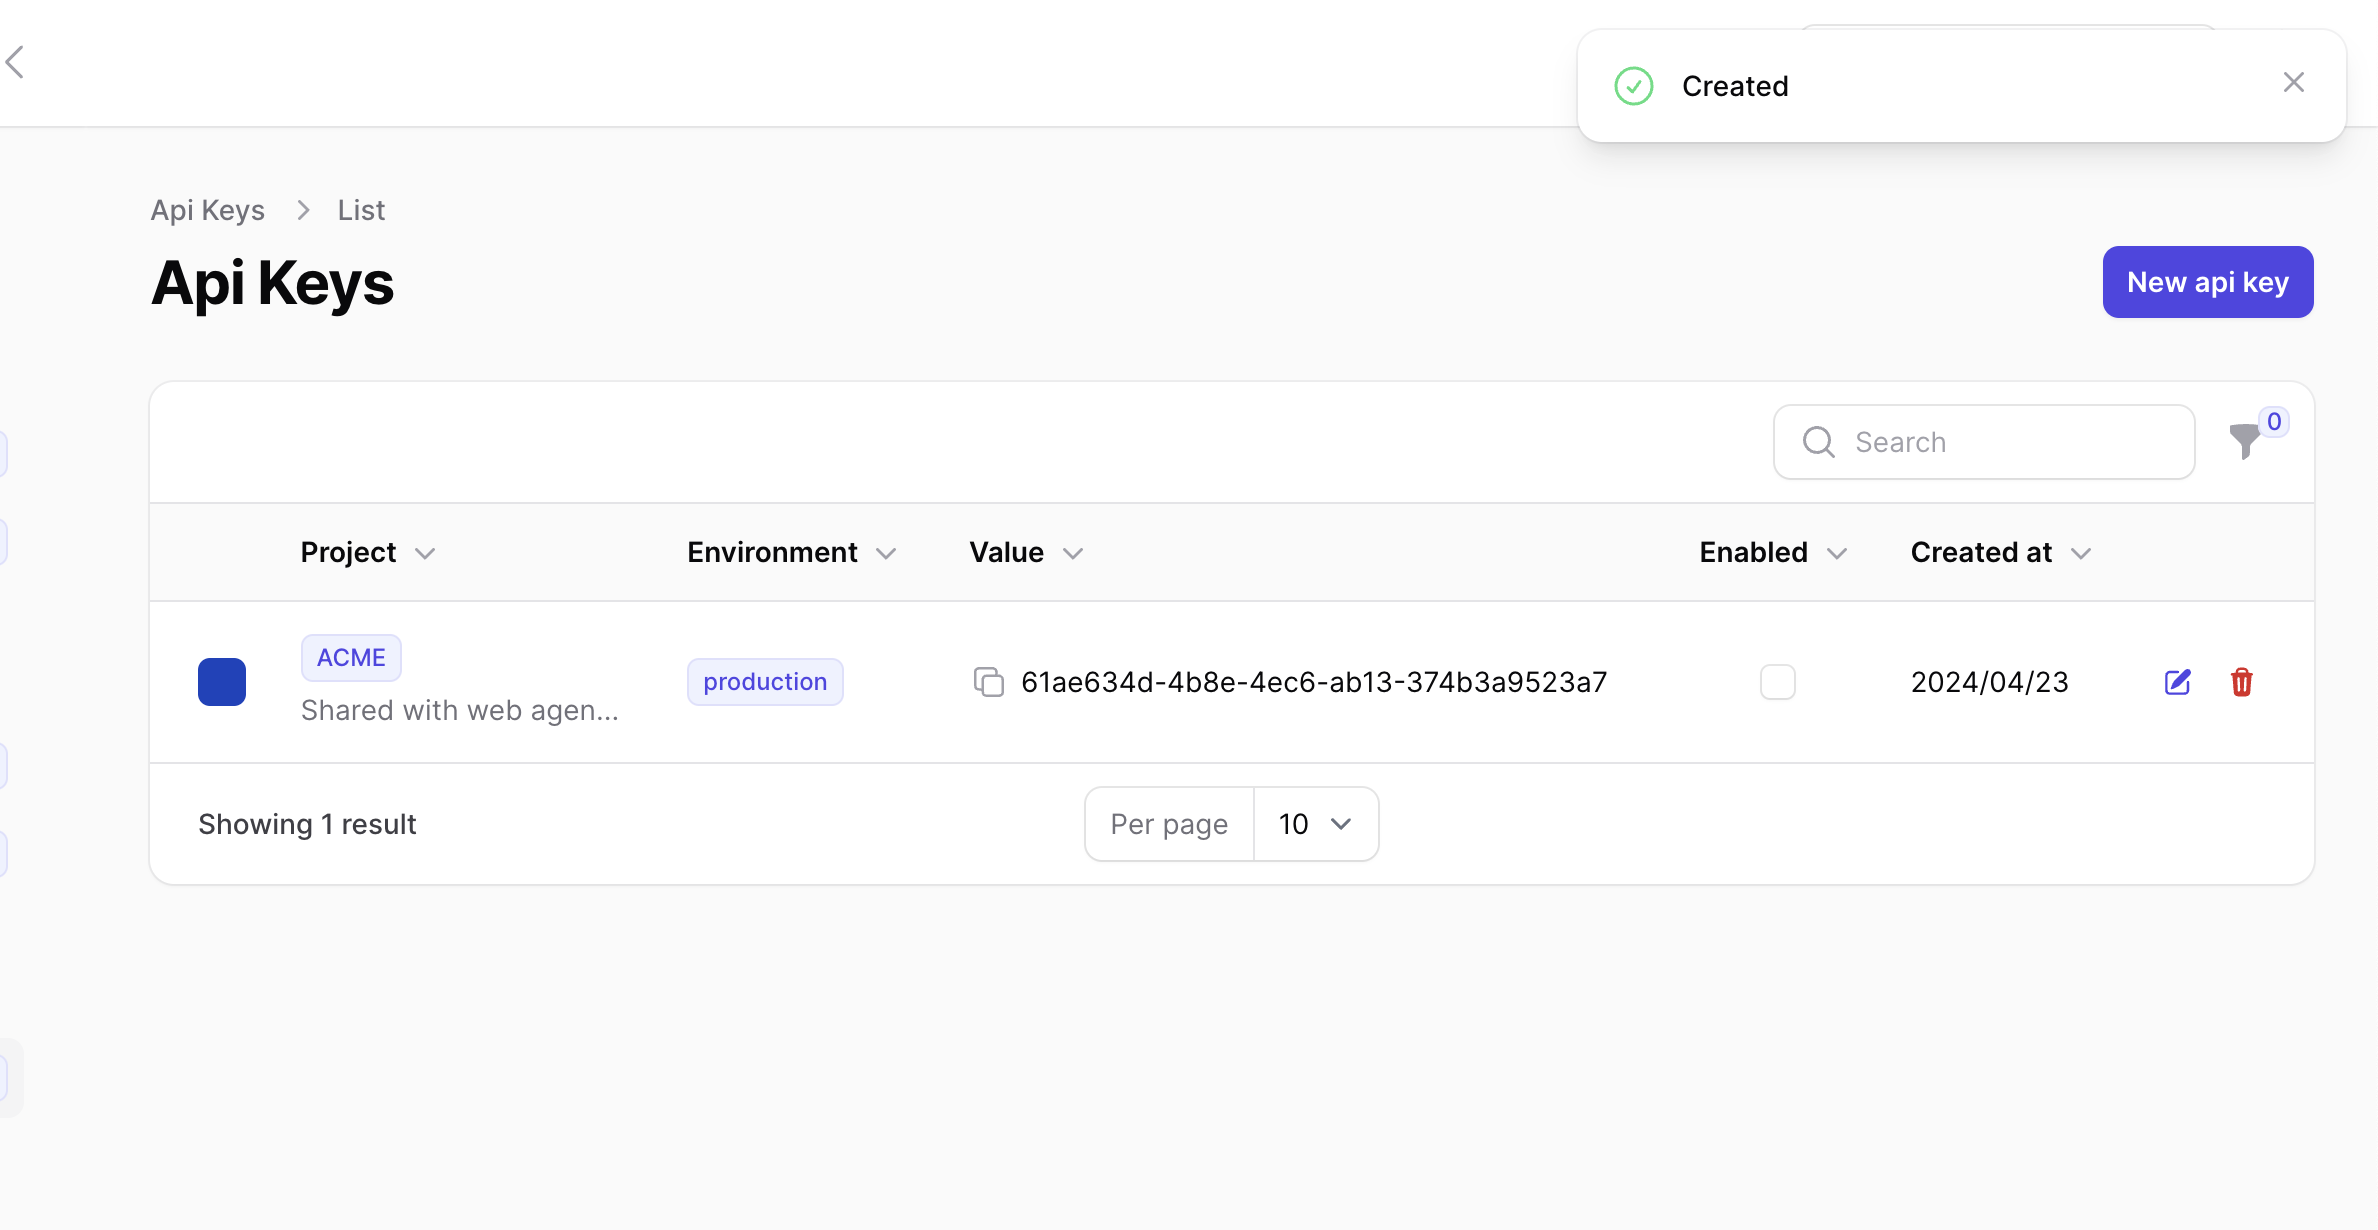 Created
Api Keys > List
Api Keys
New api key
Search
0
Project Environment Value Enabled Created at
ACME
Shared with web agen...
production
61ae634d-4b8e-4ec6-ab13-374b3a9523a7
2024/04/23
Showing 1 result
Per page 10